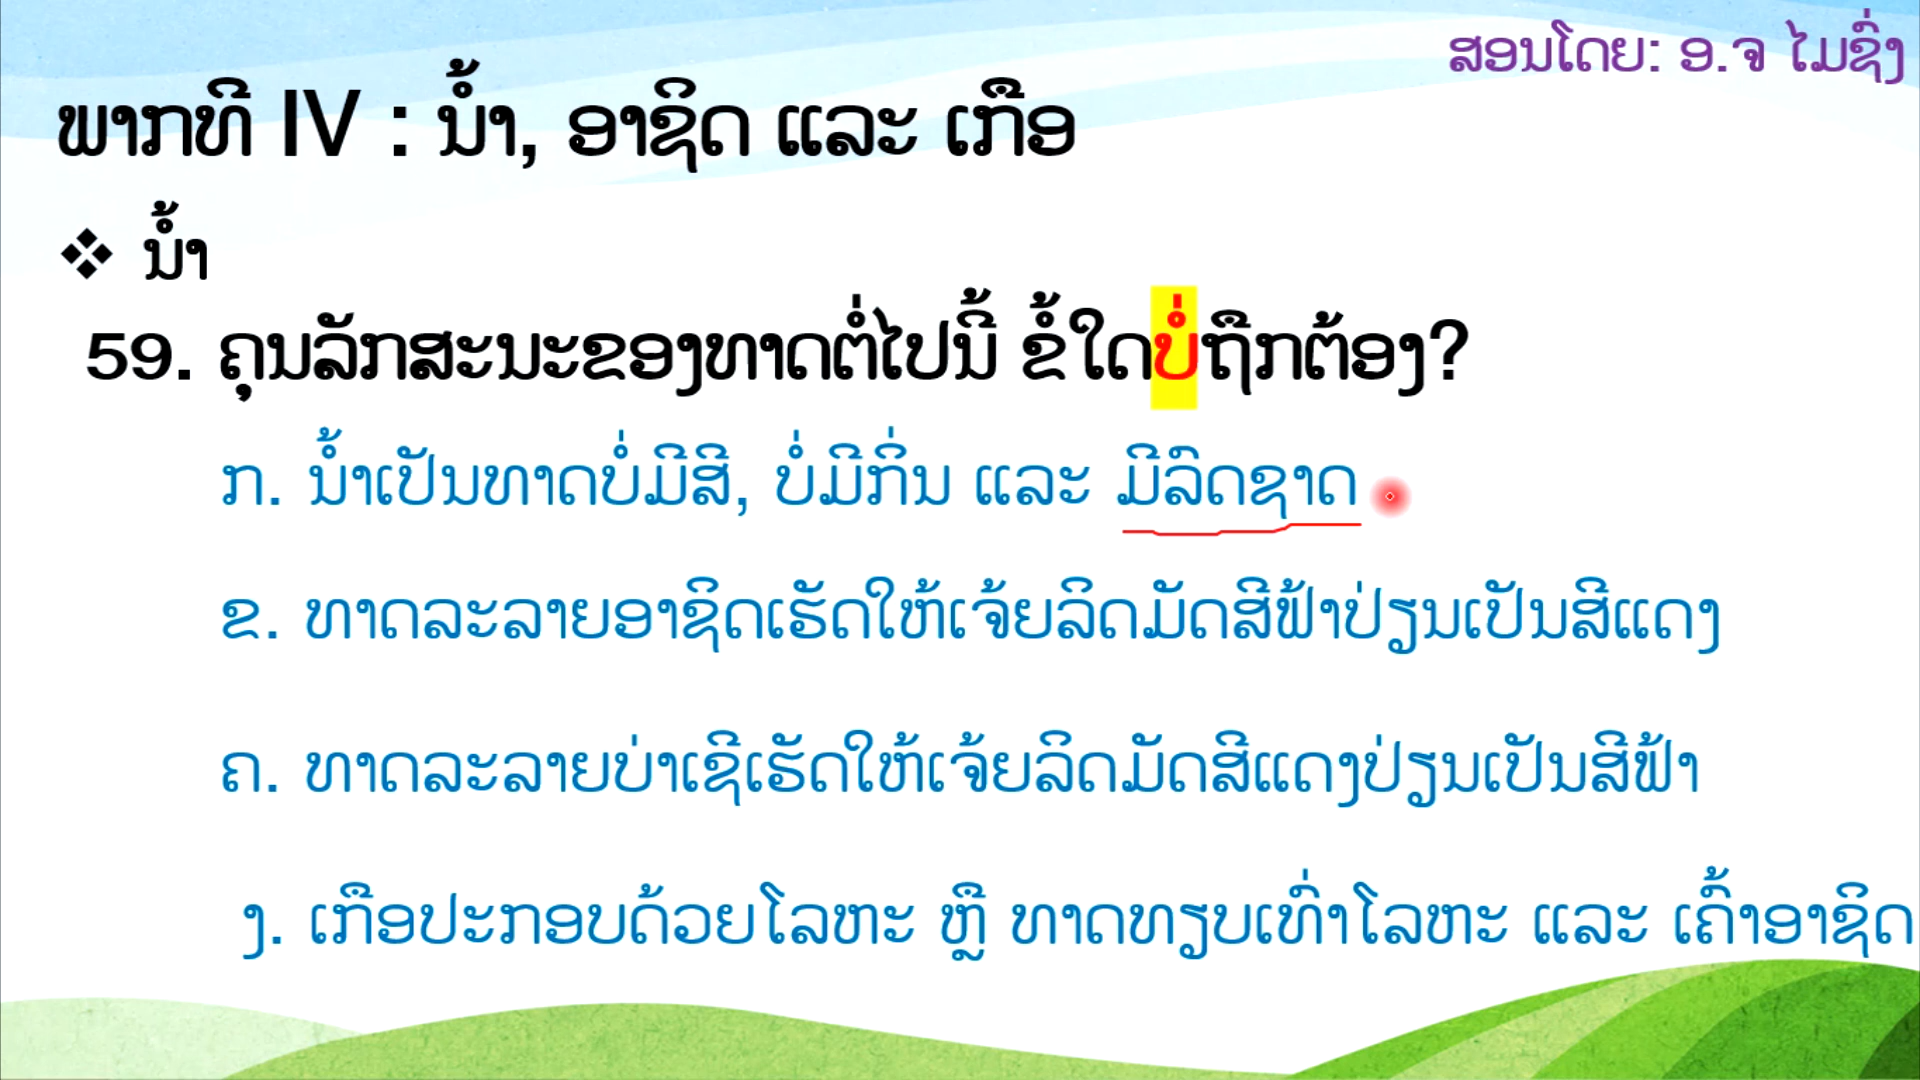 ສອນໂດຍ: ອ.ຈ ໄມຊົ່ງ
ພາກທີ IV : ນ້ຳ, ອາຊິດ ແລະ ເກືອ
❖ ນ້ຳ
59. ຄຸນລັກສະນະຂອງທາດຕໍ່ໄປນີ້ ຂໍ້ໃດບໍ່ຖືກຕ້ອງ?
ກ. ນ້ຳເປັນທາດບໍ່ມີສີ, ບໍ່ມີກິ່ນ ແລະ ມີລົດຊາດ
ຂ. ທາດລະລາຍອາຊິດເຮັດໃຫ້ເຈ້ຍລິດມັດສີຟ້າປ່ຽນເປັນສີແດງ
ຄ. ທາດລະລາຍບ່າເຊີເຮັດໃຫ້ເຈ້ຍລິດມັດສີແດງປ່ຽນເປັນສີຟ້າ
ງ. ເກືອປະກອບດ້ວຍໂລຫະ ຫຼື ທາດທຽບເທົ່າໂລຫະ ແລະ ເຄົ້າອາຊິດ